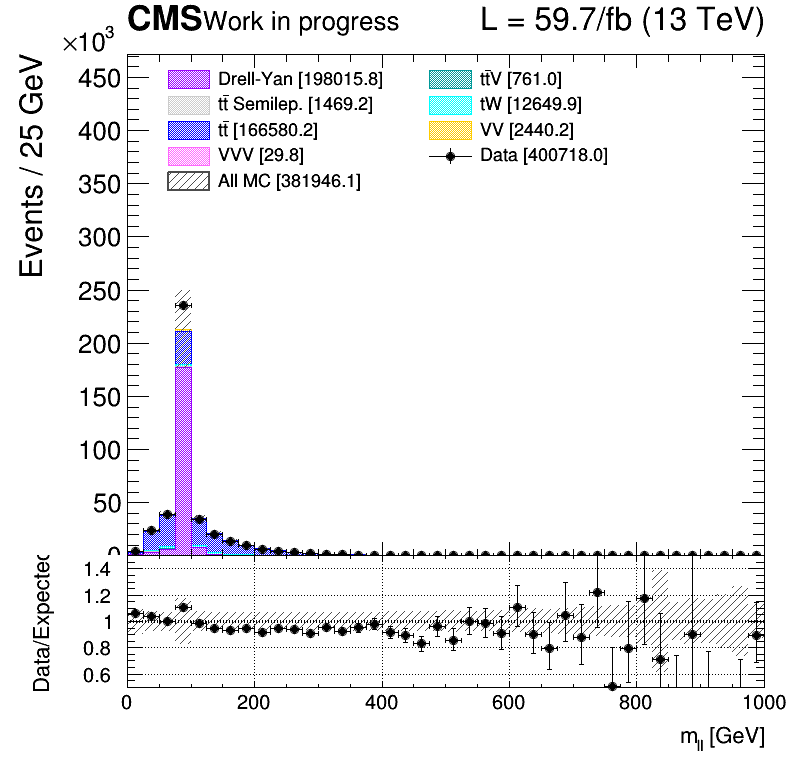 CMS Work in progress L = 59.7/fb (13 TeV)
×10³
Events / 25 GeV
450
400
350
300
250
200
150
100
50
0
Drell-Yan [198015.8]
tt̄ Semilep. [1469.2]
tt̄ [166580.2]
VVV [29.8]
All MC [381946.1]
tt̄V [761.0]
tW [12649.9]
VV [2440.2]
Data [400718.0]
Data/Expected
1.4
1.2
1
0.8
0.6
0 200 400 600 800 1000
m_ll [GeV]